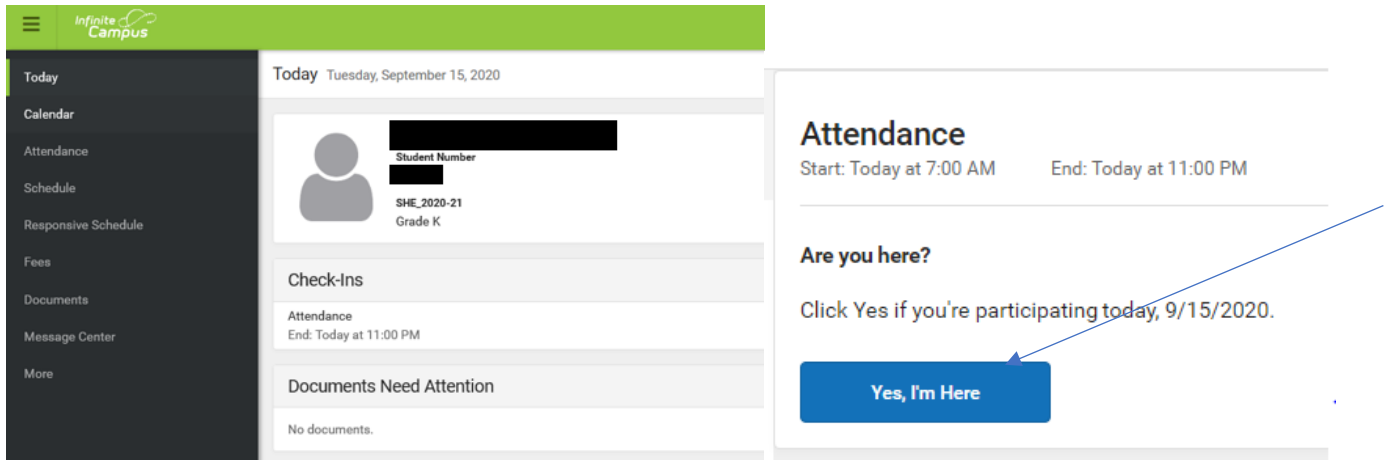 Infinite
Campus
Today
Calendar
Attendance
Schedule
Responsive Schedule
Fees
Documents
Message Center
More
Today Tuesday, September 15, 2020
Student Number
SHE_2020-21
Grade K
Check-Ins
Attendance
End: Today at 11:00 PM
Documents Need Attention
No documents.
Attendance
Start: Today at 7:00 AM End: Today at 11:00 PM
Are you here?
Click Yes if you're participating today, 9/15/2020.
Yes, I'm Here